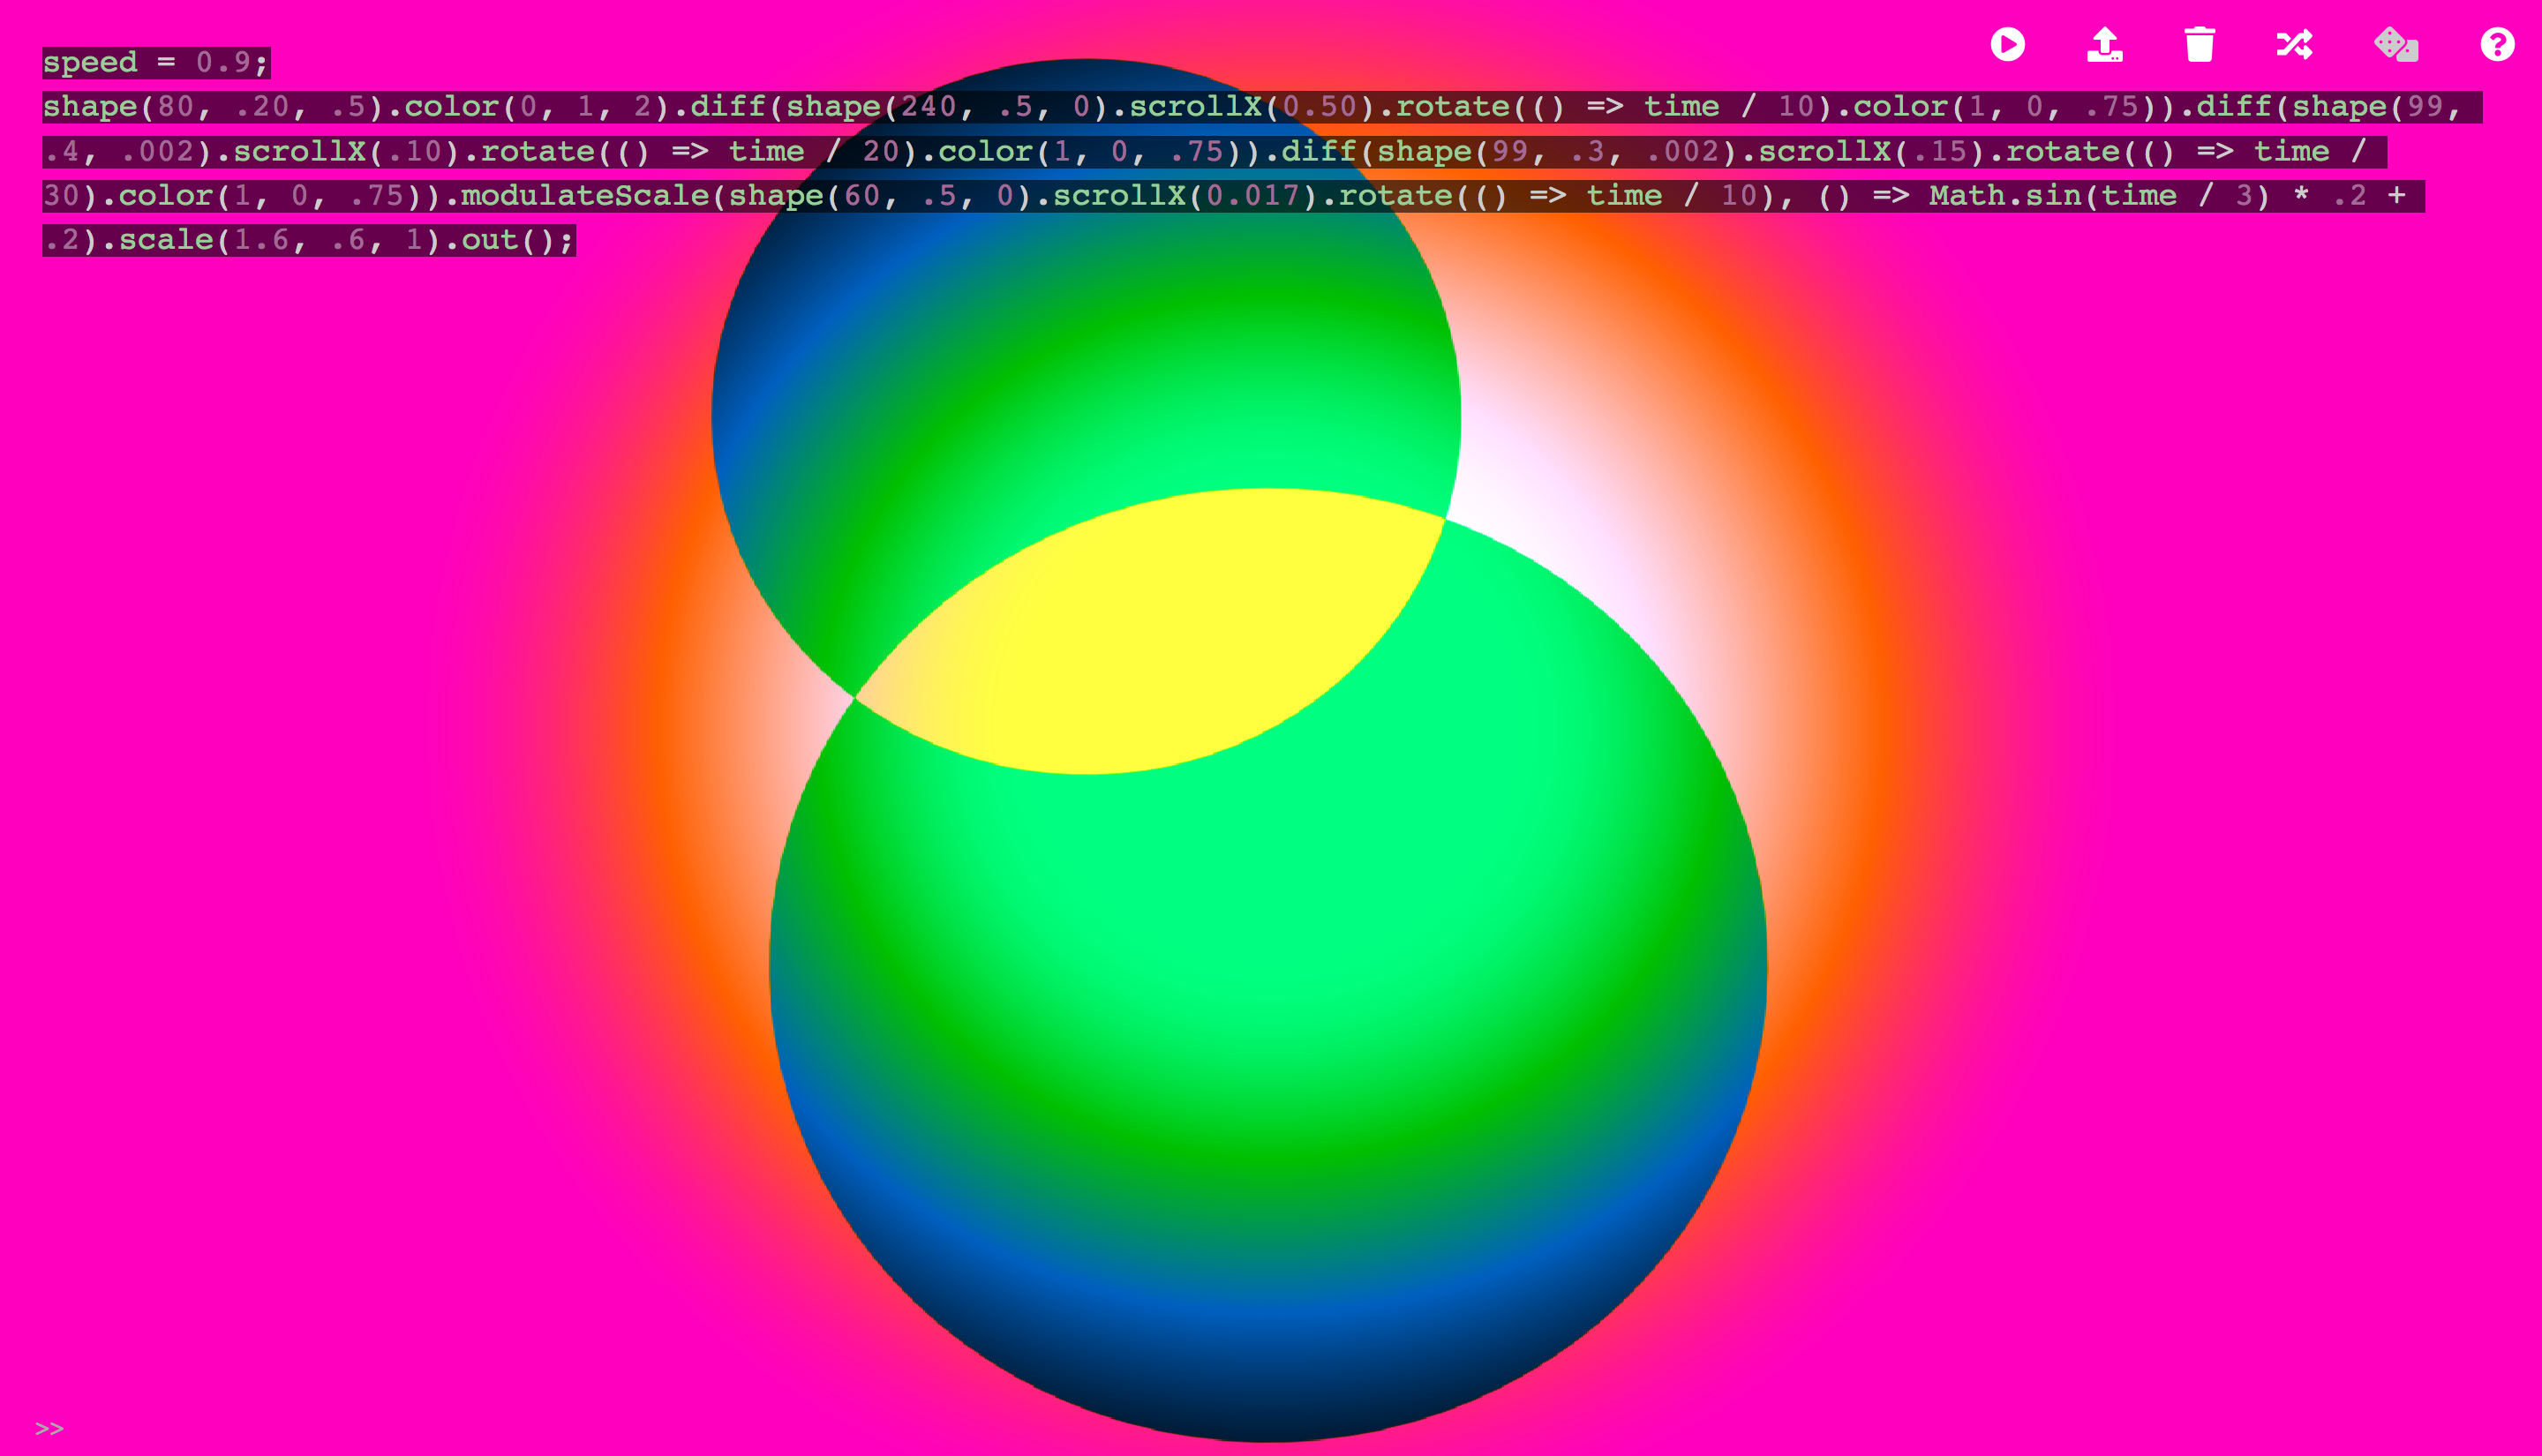 speed = 0.9;
shape(80, .20, .5).color(0, 1, 2).diff(shape(240, .5, 0).scrollX(0.50).rotate(() => time / 10).color(1, 0, .75)).diff(shape(99,
.4, .002).scrollX(.10).rotate(() => time / 20).color(1, 0, .75)).diff(shape(99, .3, .002).scrollX(.15).rotate(() => time /
30).color(1, 0, .75)).modulateScale(shape(60, .5, 0).scrollX(0.017).rotate(() => time / 10), () => Math.sin(time / 3) * .2 +
.2).scale(1.6, .6, 1).out();
>>